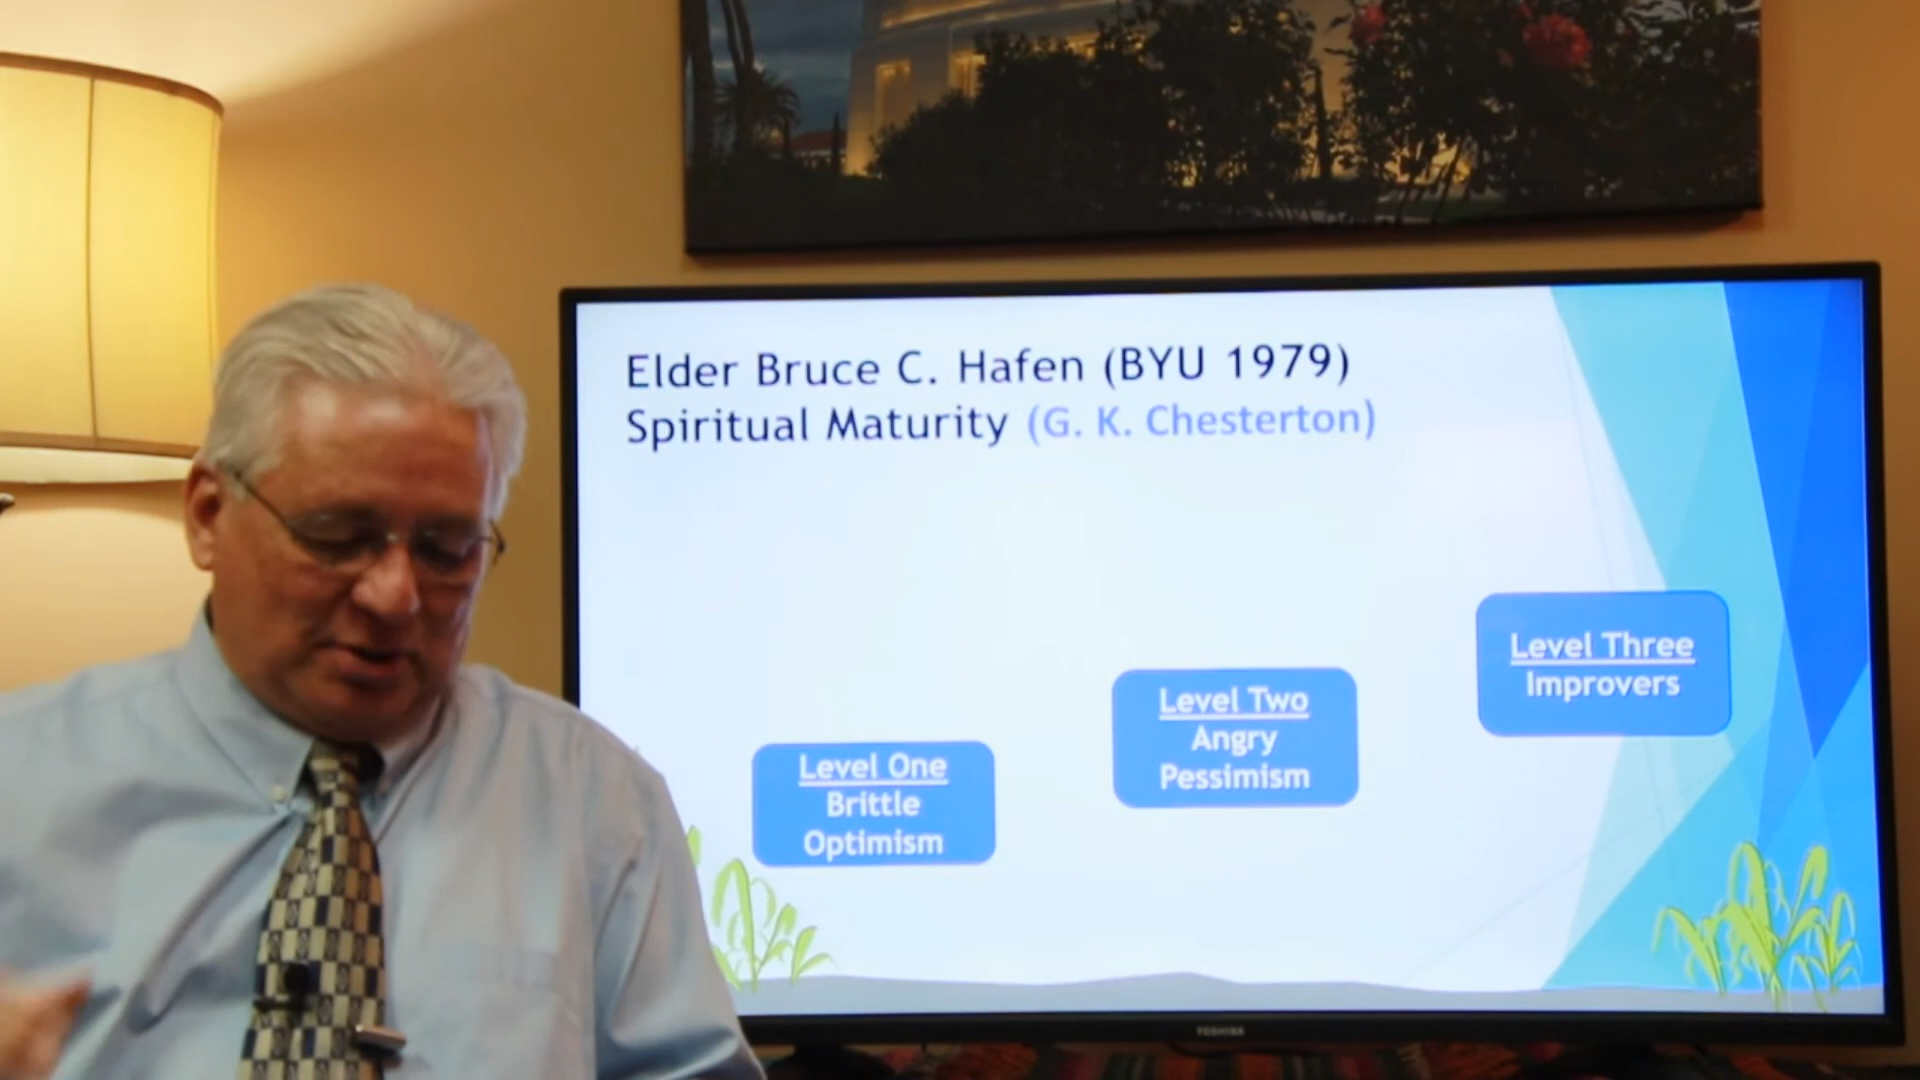 Elder Bruce C. Hafen (BYU 1979)
Spiritual Maturity (G. K. Chesterton)
Level One
Brittle
Optimism
Level Two
Angry
Pessimism
Level Three
Improvers
TOSHIBA